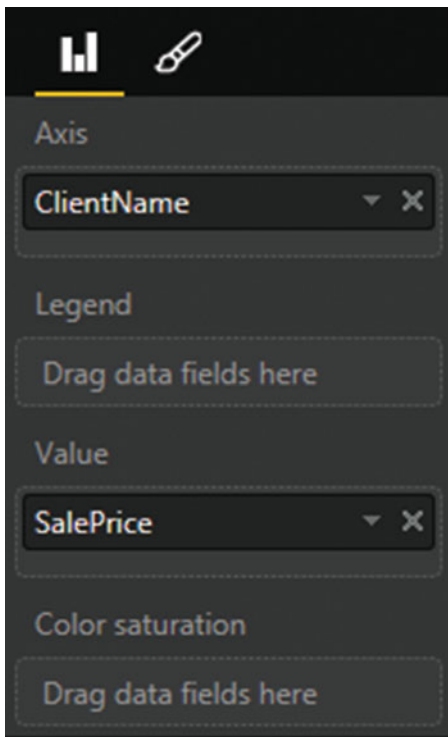 Axis
ClientName
Legend
Drag data fields here
Value
SalePrice
Color saturation
Drag data fields here